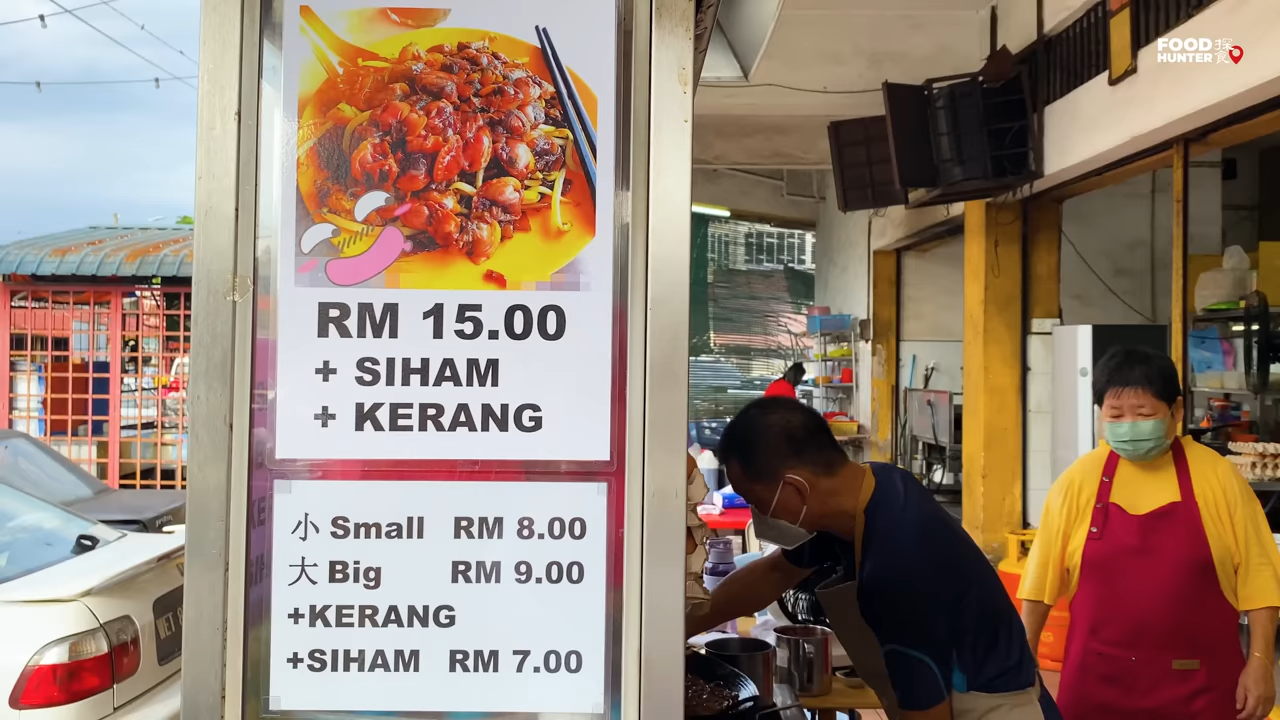 FOOD 探
HUNTER 食
RM 15.00
+ SIHAM
+ KERANG
小 Small RM 8.00
大 Big RM 9.00
+KERANG
+SIHAM RM 7.00